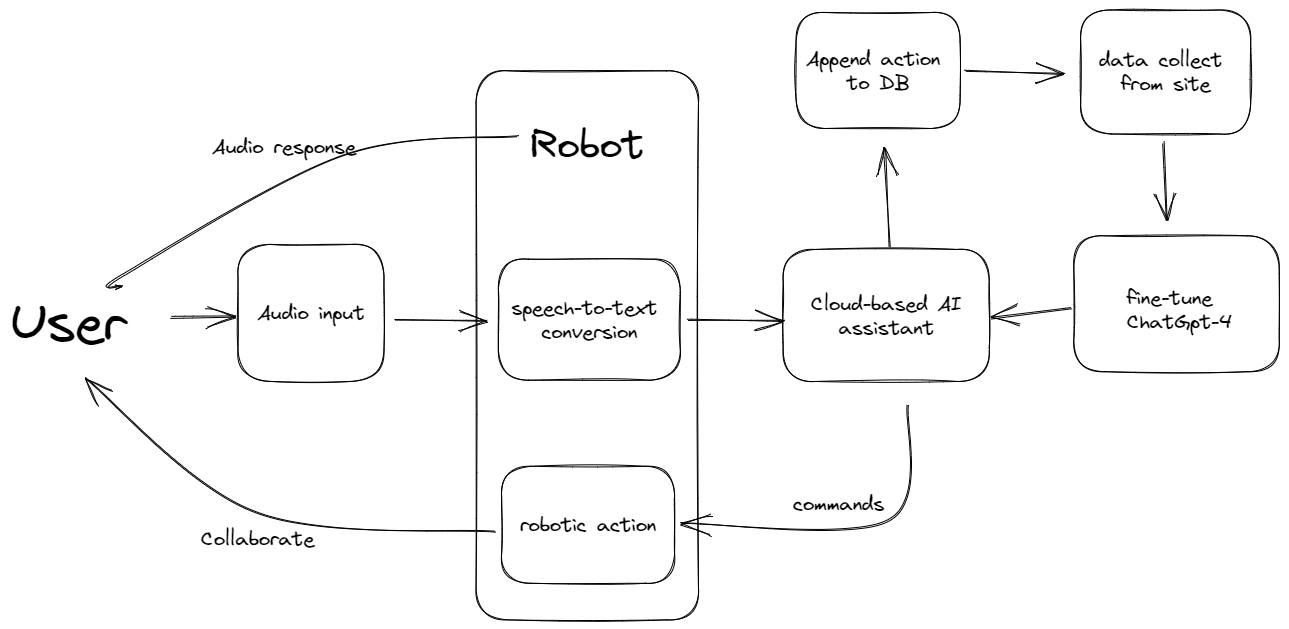 Append action
to DB
data collect
from site
Audio response
Robot
User
Audio input
speech-to-text
conversion
Cloud-based AI
assistant
fine-tune
ChatGpt-4
commands
robotic action
Collaborate